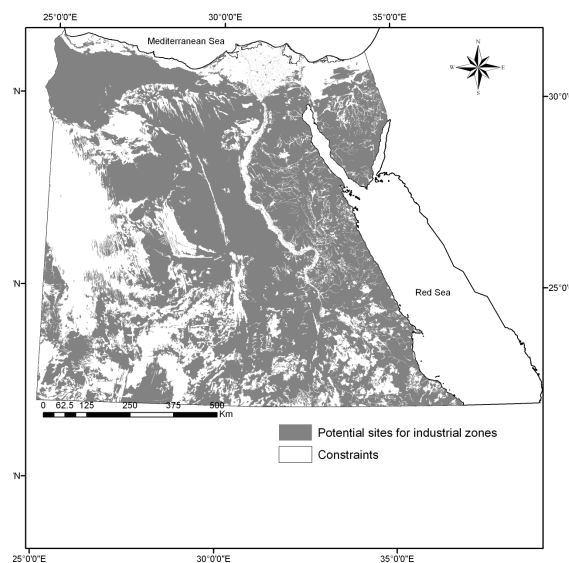 25°0'0"E 30°0'0"E 35°0'0"E
Mediterranean Sea
N
W E
S
'N
30°0'
'N
25°0'
Red Sea
0 62.5 125 250 375 500
Km
Potential sites for industrial zones
Constraints
'N
25°0'0"E 30°0'0"E 35°0'0"E